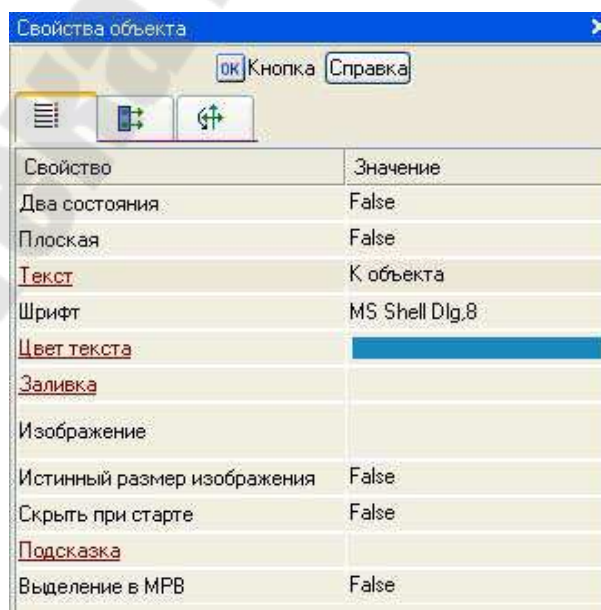 Свойства объекта
OK Кнопка Справка
Свойство Значение
Два состояния False
Плоская False
Текст К объекта
Шрифт MS Shell Dlg,8
Цвет текста
Заливка
Изображение
Истинный размер изображения False
Скрыть при старте False
Подсказка
Выделение в МРВ False